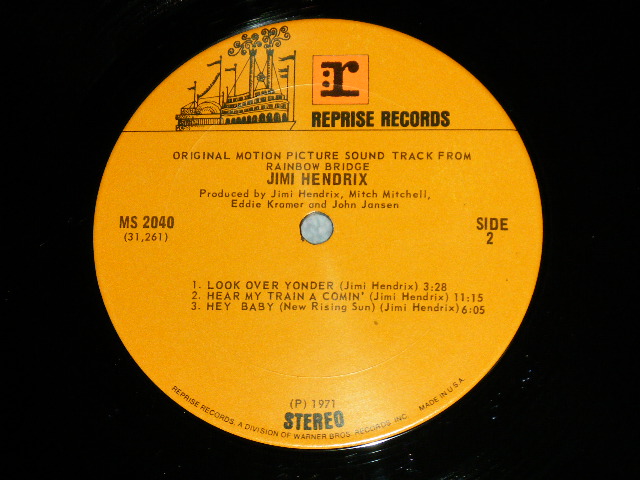 r
REPRISE RECORDS
ORIGINAL MOTION PICTURE SOUND TRACK FROM
RAINBOW BRIDGE
JIMI HENDRIX
Produced by Jimi Hendrix, Mitch Mitchell,
Eddie Kramer and John Jansen
MS 2040
(31,261)
SIDE
2
1. LOOK OVER YONDER (Jimi Hendrix) 3:28
2. HEAR MY TRAIN A COMIN' (Jimi Hendrix) 11:15
3. HEY BABY (New Rising Sun) (Jimi Hendrix) 6:05
(P) 1971
STEREO
REPRISE RECORDS, A DIVISION OF WARNER BROS. RECORDS INC. MADE IN U.S.A.